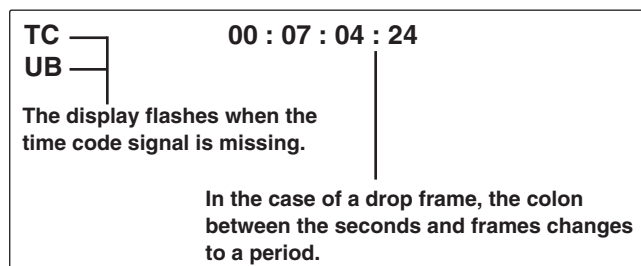 TC 00 : 07 : 04 : 24
UB
The display flashes when the
time code signal is missing.
In the case of a drop frame, the colon
between the seconds and frames changes
to a period.